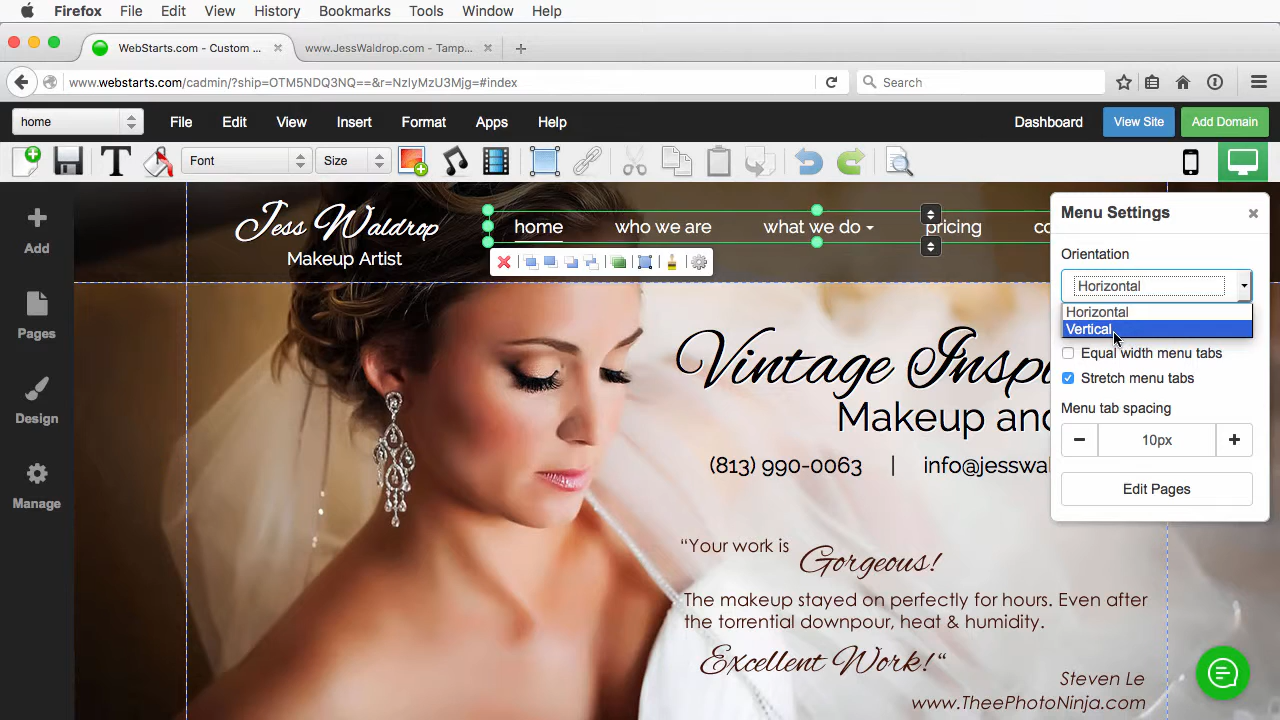 Firefox File Edit View History Bookmarks Tools Window Help
WebStarts.com - Custom ... www.JessWaldrop.com - Tamp...
www.webstarts.com/cadmin/?ship=OTM5NDQ3NQ==&r=NzIyMzU3Mjg=#index Search
home File Edit View Insert Format Apps Help Dashboard View Site Add Domain
T Font Size
Add
Pages
Design
Manage
Jess Waldrop
Makeup Artist
home who we are what we do pricing co
Menu Settings
Orientation
Horizontal
Horizontal
Vertical
Equal width menu tabs
Stretch menu tabs
Menu tab spacing
− 10px +
Edit Pages
Vintage Inspi
Makeup and
(813) 990-0063 | info@jesswal
“Your work is Gorgeous!
The makeup stayed on perfectly for hours. Even after
the torrential downpour, heat & humidity.
Excellent Work!“
Steven Le
www.TheePhotoNinja.com